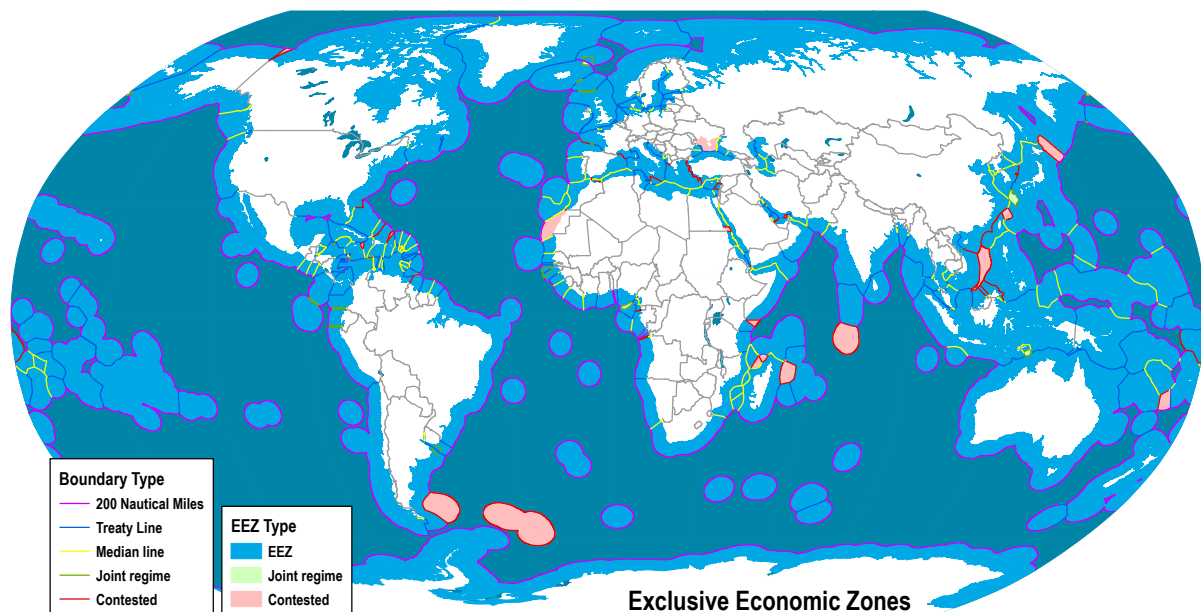 Boundary Type
200 Nautical Miles
Treaty Line
Median line
Joint regime
Contested
EEZ Type
EEZ
Joint regime
Contested
Exclusive Economic Zones